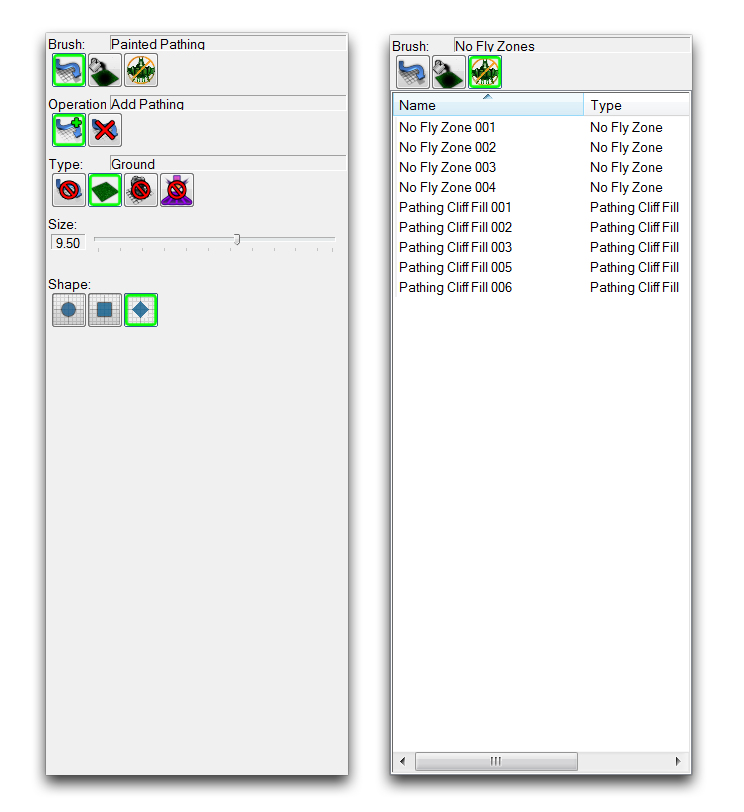 Brush: Painted Pathing
Operation Add Pathing
Type: Ground
Size:
9.50
Shape:
Brush: No Fly Zones
Name Type
No Fly Zone 001 No Fly Zone
No Fly Zone 002 No Fly Zone
No Fly Zone 003 No Fly Zone
No Fly Zone 004 No Fly Zone
Pathing Cliff Fill 001 Pathing Cliff Fill
Pathing Cliff Fill 002 Pathing Cliff Fill
Pathing Cliff Fill 003 Pathing Cliff Fill
Pathing Cliff Fill 005 Pathing Cliff Fill
Pathing Cliff Fill 006 Pathing Cliff Fill